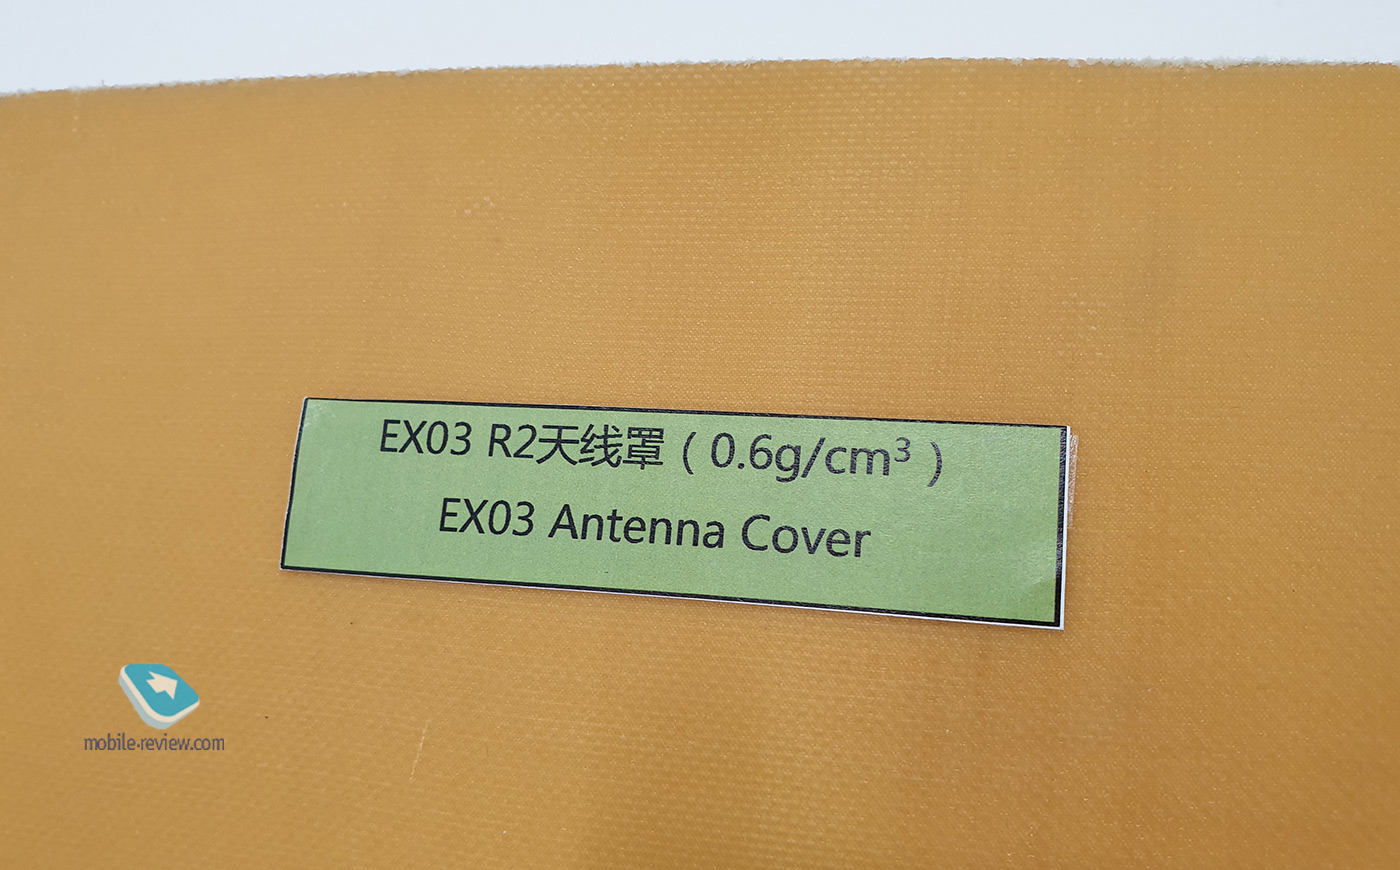 EX03 R2天线罩（0.6g/cm³）
EX03 Antenna Cover
mobile-review.com